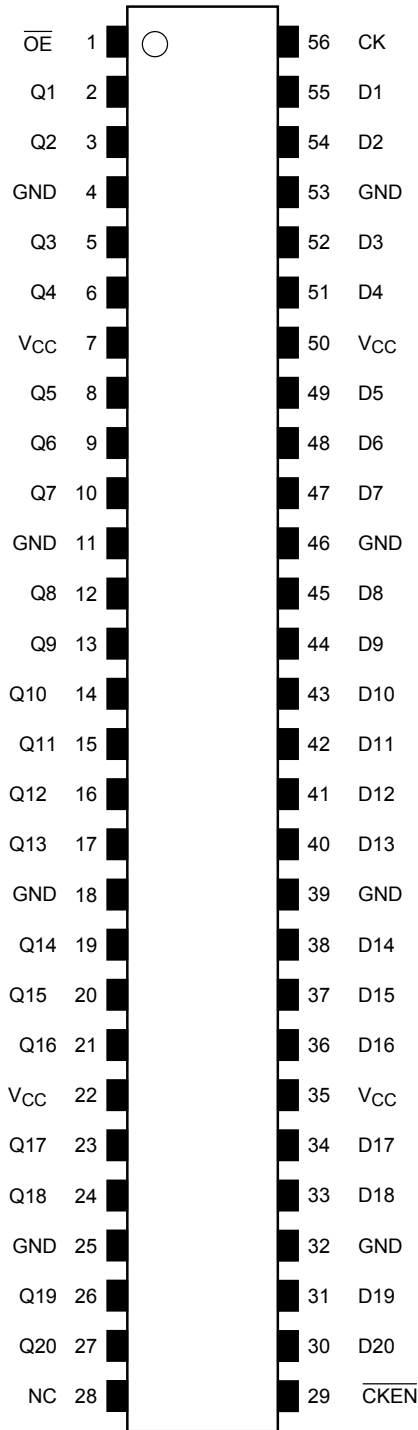 O̅E̅ 1 56 CK
Q1 2 55 D1
Q2 3 54 D2
GND 4 53 GND
Q3 5 52 D3
Q4 6 51 D4
VCC 7 50 VCC
Q5 8 49 D5
Q6 9 48 D6
Q7 10 47 D7
GND 11 46 GND
Q8 12 45 D8
Q9 13 44 D9
Q10 14 43 D10
Q11 15 42 D11
Q12 16 41 D12
Q13 17 40 D13
GND 18 39 GND
Q14 19 38 D14
Q15 20 37 D15
Q16 21 36 D16
VCC 22 35 VCC
Q17 23 34 D17
Q18 24 33 D18
GND 25 32 GND
Q19 26 31 D19
Q20 27 30 D20
NC 28 29 C̅K̅E̅N̅